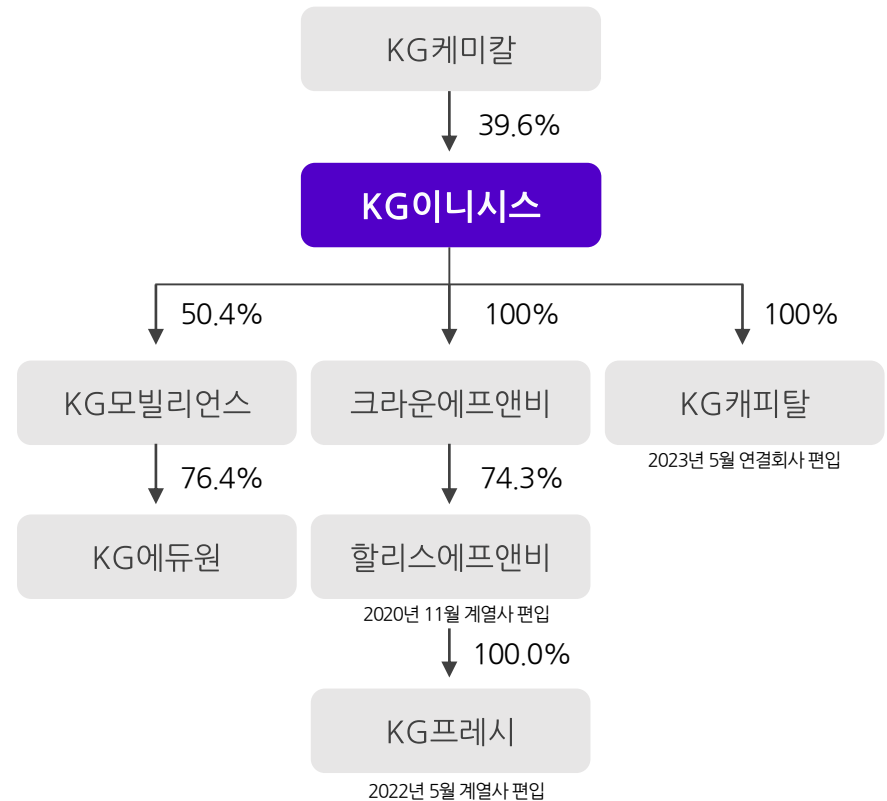 KG케미칼
39.6%
KG이니시스
50.4%
100%
100%
KG모빌리언스
크라운에프앤비
KG캐피탈
2023년 5월 연결회사 편입
76.4%
74.3%
KG에듀원
할리스에프앤비
2020년 11월 계열사 편입
100.0%
KG프레시
2022년 5월 계열사 편입